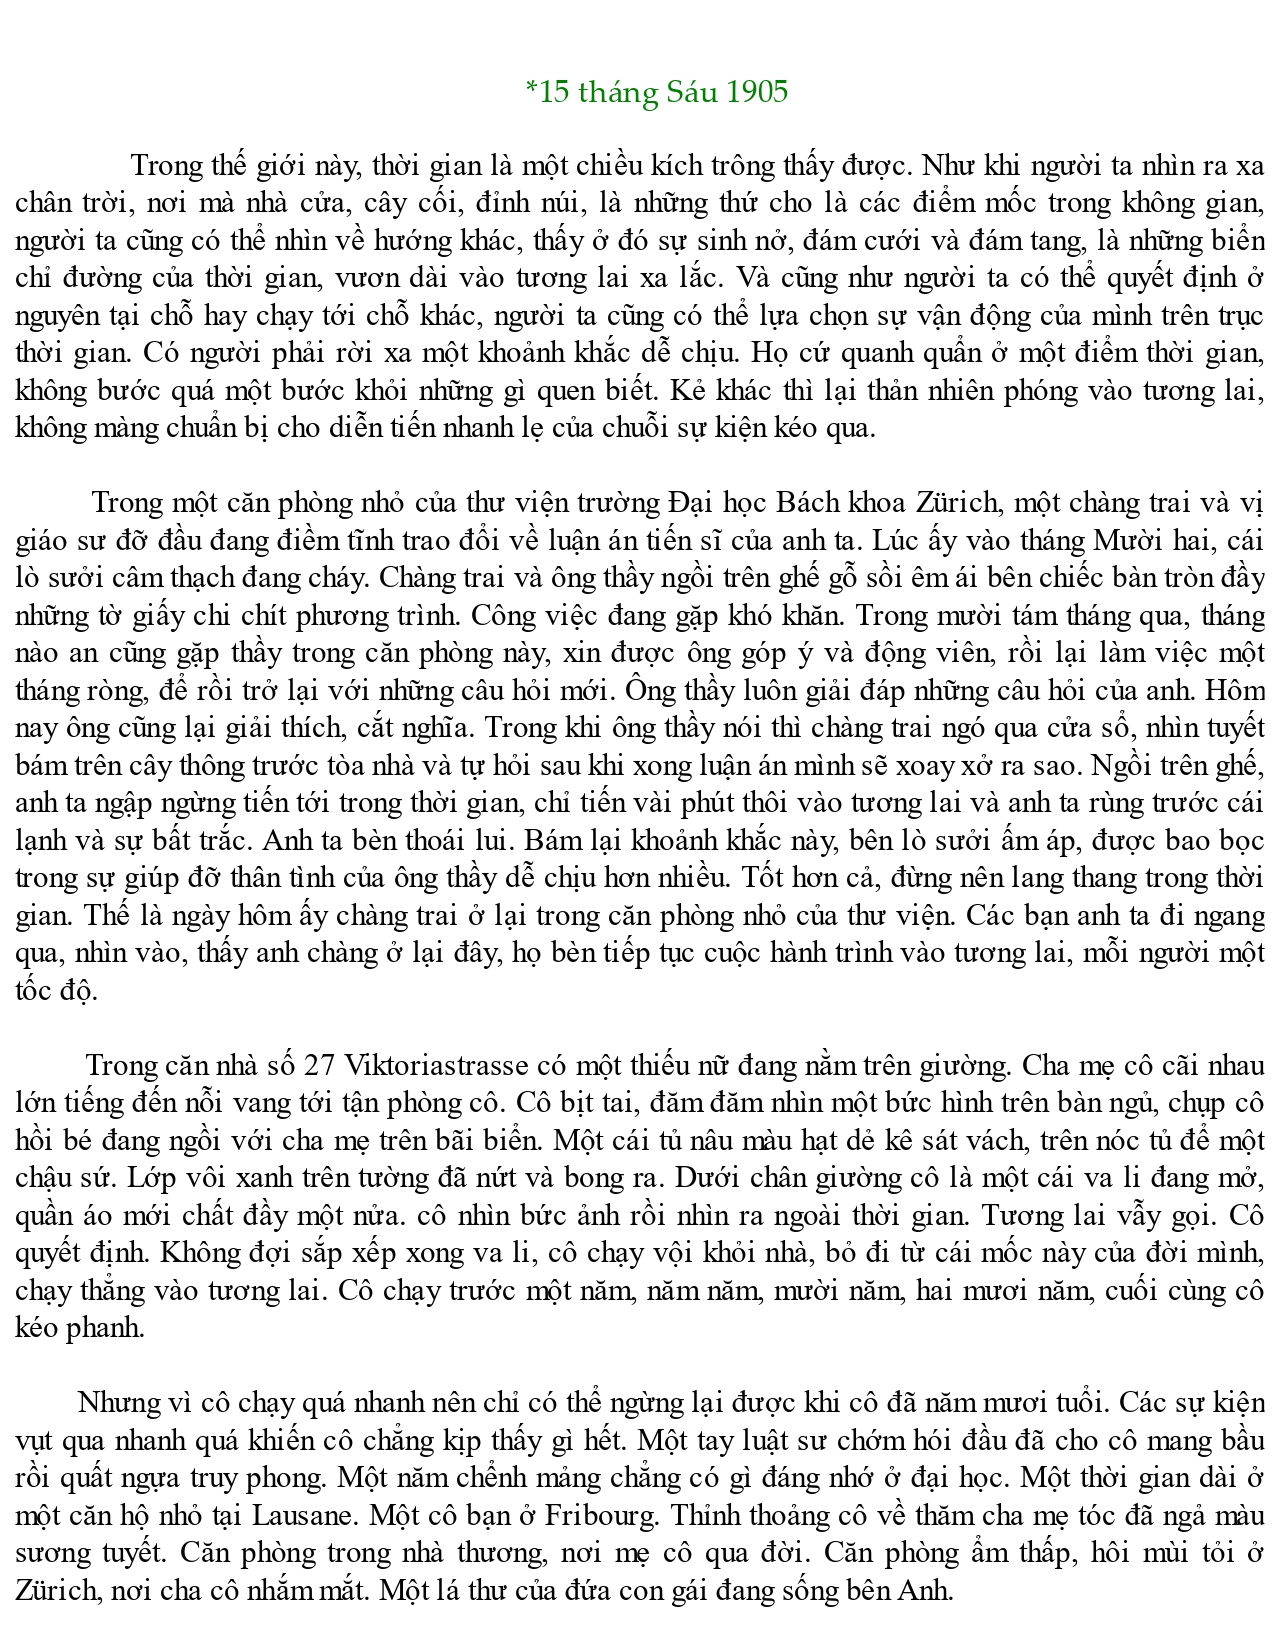 *15 tháng Sáu 1905
Trong thế giới này, thời gian là một chiều kích trông thấy được. Như khi người ta nhìn ra xa
chân trời, nơi mà nhà cửa, cây cối, đỉnh núi, là những thứ cho là các điểm mốc trong không gian,
người ta cũng có thể nhìn về hướng khác, thấy ở đó sự sinh nở, đám cưới và đám tang, là những biển
chỉ đường của thời gian, vươn dài vào tương lai xa lắc. Và cũng như người ta có thể quyết định ở
nguyên tại chỗ hay chạy tới chỗ khác, người ta cũng có thể lựa chọn sự vận động của mình trên trục
thời gian. Có người phải rời xa một khoảnh khắc dễ chịu. Họ cứ quanh quẩn ở một điểm thời gian,
không bước quá một bước khỏi những gì quen biết. Kẻ khác thì lại thản nhiên phóng vào tương lai,
không màng chuẩn bị cho diễn tiến nhanh lẹ của chuỗi sự kiện kéo qua.
Trong một căn phòng nhỏ của thư viện trường Đại học Bách khoa Zürich, một chàng trai và vị
giáo sư đỡ đầu đang điềm tĩnh trao đổi về luận án tiến sĩ của anh ta. Lúc ấy vào tháng Mười hai, cái
lò sưởi câm thạch đang cháy. Chàng trai và ông thầy ngồi trên ghế gỗ sồi êm ái bên chiếc bàn tròn đầy
những tờ giấy chi chít phương trình. Công việc đang gặp khó khăn. Trong mười tám tháng qua, tháng
nào an cũng gặp thầy trong căn phòng này, xin được ông góp ý và động viên, rồi lại làm việc một
tháng ròng, để rồi trở lại với những câu hỏi mới. Ông thầy luôn giải đáp những câu hỏi của anh. Hôm
nay ông cũng lại giải thích, cắt nghĩa. Trong khi ông thầy nói thì chàng trai ngó qua cửa sổ, nhìn tuyết
bám trên cây thông trước tòa nhà và tự hỏi sau khi xong luận án mình sẽ xoay xở ra sao. Ngồi trên ghế,
anh ta ngập ngừng tiến tới trong thời gian, chỉ tiến vài phút thôi vào tương lai và anh ta rùng trước cái
lạnh và sự bất trắc. Anh ta bèn thoái lui. Bám lại khoảnh khắc này, bên lò sưởi ấm áp, được bao bọc
trong sự giúp đỡ thân tình của ông thầy dễ chịu hơn nhiều. Tốt hơn cả, đừng nên lang thang trong thời
gian. Thế là ngày hôm ấy chàng trai ở lại trong căn phòng nhỏ của thư viện. Các bạn anh ta đi ngang
qua, nhìn vào, thấy anh chàng ở lại đây, họ bèn tiếp tục cuộc hành trình vào tương lai, mỗi người một
tốc độ.
Trong căn nhà số 27 Viktoriastrasse có một thiếu nữ đang nằm trên giường. Cha mẹ cô cãi nhau
lớn tiếng đến nỗi vang tới tận phòng cô. Cô bịt tai, đăm đăm nhìn một bức hình trên bàn ngủ, chụp cô
hồi bé đang ngồi với cha mẹ trên bãi biển. Một cái tủ nâu màu hạt dẻ kê sát vách, trên nóc tủ để một
chậu sứ. Lớp vôi xanh trên tường đã nứt và bong ra. Dưới chân giường cô là một cái va li đang mở,
quần áo mới chất đầy một nửa. cô nhìn bức ảnh rồi nhìn ra ngoài thời gian. Tương lai vẫy gọi. Cô
quyết định. Không đợi sắp xếp xong va li, cô chạy vội khỏi nhà, bỏ đi từ cái mốc này của đời mình,
chạy thẳng vào tương lai. Cô chạy trước một năm, năm năm, mười năm, hai mươi năm, cuối cùng cô
kéo phanh.
Nhưng vì cô chạy quá nhanh nên chỉ có thể ngừng lại được khi cô đã năm mươi tuổi. Các sự kiện
vụt qua nhanh quá khiến cô chẳng kịp thấy gì hết. Một tay luật sư chớm hói đầu đã cho cô mang bầu
rồi quất ngựa truy phong. Một năm chểnh mảng chẳng có gì đáng nhớ ở đại học. Một thời gian dài ở
một căn hộ nhỏ tại Lausane. Một cô bạn ở Fribourg. Thỉnh thoảng cô về thăm cha mẹ tóc đã ngả màu
sương tuyết. Căn phòng trong nhà thương, nơi mẹ cô qua đời. Căn phòng ẩm thấp, hôi mùi tỏi ở
Zürich, nơi cha cô nhắm mắt. Một lá thư của đứa con gái đang sống bên Anh.